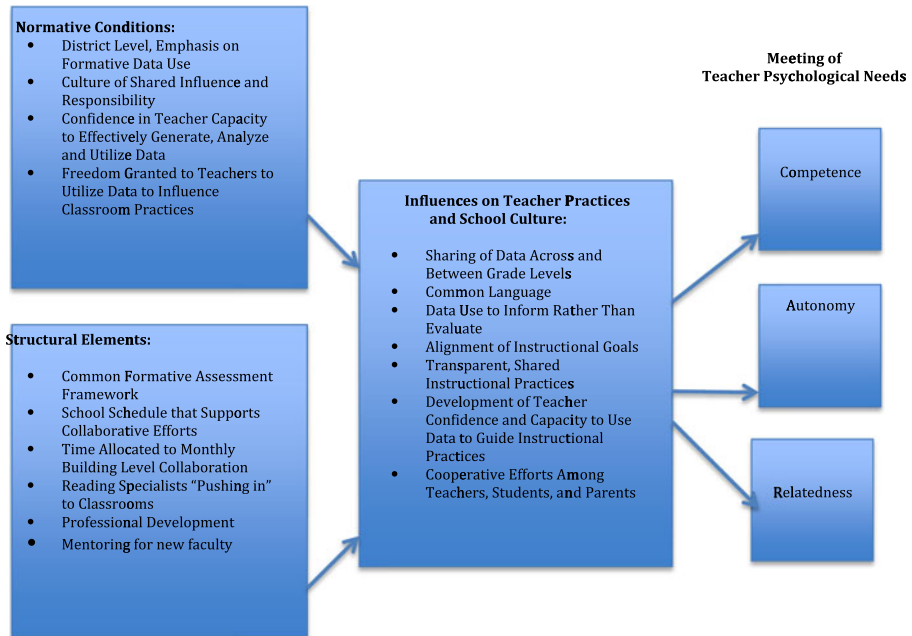 Normative Conditions:
• District Level, Emphasis on
Formative Data Use
• Culture of Shared Influence and
Responsibility
• Confidence in Teacher Capacity
to Effectively Generate, Analyze
and Utilize Data
• Freedom Granted to Teachers to
Utilize Data to Influence
Classroom Practices
Structural Elements:
• Common Formative Assessment
Framework
• School Schedule that Supports
Collaborative Efforts
• Time Allocated to Monthly
Building Level Collaboration
• Reading Specialists “Pushing in”
to Classrooms
• Professional Development
• Mentoring for new faculty
Influences on Teacher Practices
and School Culture:
• Sharing of Data Across and
Between Grade Levels
• Common Language
• Data Use to Inform Rather Than
Evaluate
• Alignment of Instructional Goals
• Transparent, Shared
Instructional Practices
• Development of Teacher
Confidence and Capacity to Use
Data to Guide Instructional
Practices
• Cooperative Efforts Among
Teachers, Students, and Parents
Meeting of
Teacher Psychological Needs
Competence
Autonomy
Relatedness